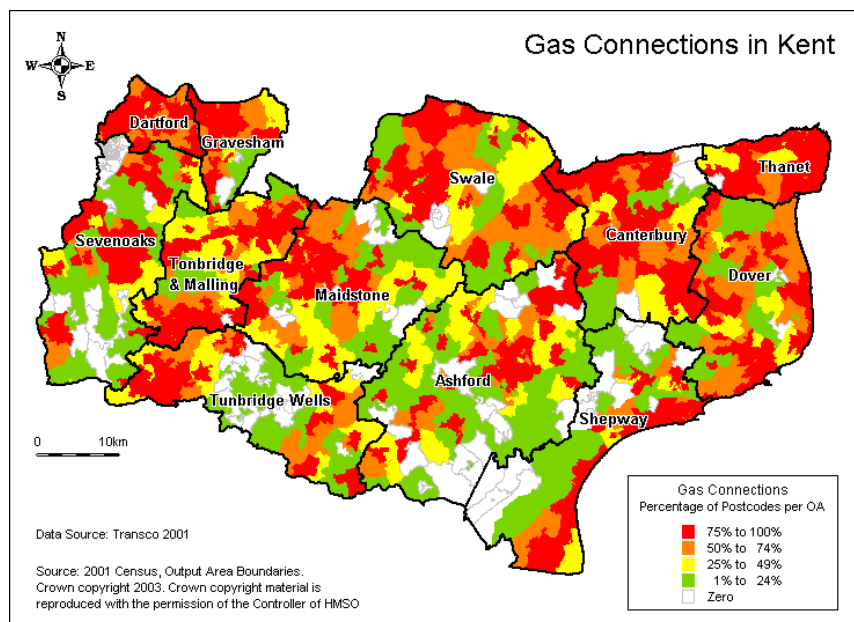 Gas Connections in Kent
N
W E
S
Dartford
Gravesham
Thanet
Swale
Sevenoaks
Canterbury
Tonbridge
& Malling
Dover
Maidstone
Ashford
Tunbridge Wells
Shepway
0 10km
Gas Connections
Percentage of Postcodes per OA
75% to 100%
50% to 74%
25% to 49%
1% to 24%
Zero
Data Source: Transco 2001
Source: 2001 Census, Output Area Boundaries.
Crown copyright 2003. Crown copyright material is
reproduced with the permission of the Controller of HMSO